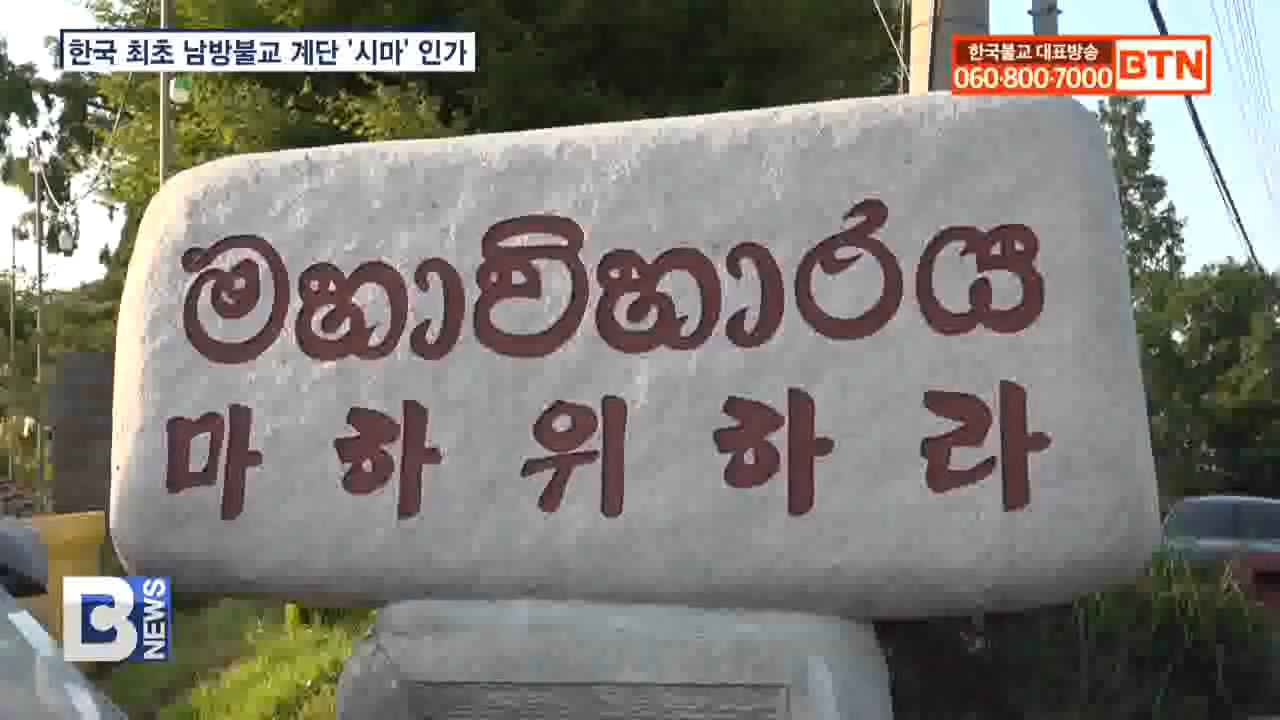 한국 최초 남방불교 계단 '시마' 인가
한국불교 대표방송
060·800·7000
BTN
මහාවිහාරය
마하위하라
B NEWS